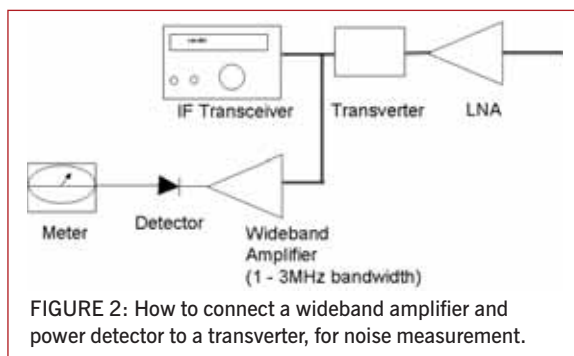 IF Transceiver
Transverter
LNA
Meter
Detector
Wideband
Amplifier
(1 - 3MHz bandwidth)
FIGURE 2: How to connect a wideband amplifier and
power detector to a transverter, for noise measurement.